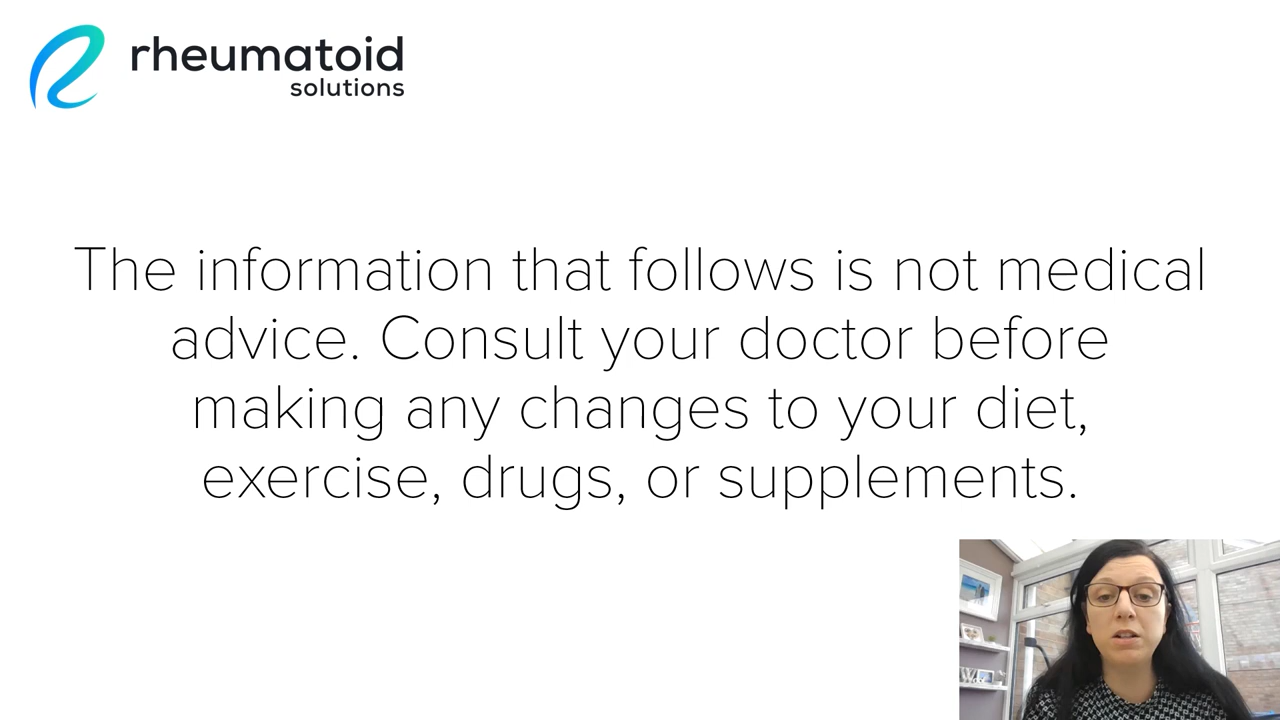 rheumatoid
solutions
The information that follows is not medical
advice. Consult your doctor before
making any changes to your diet,
exercise, drugs, or supplements.